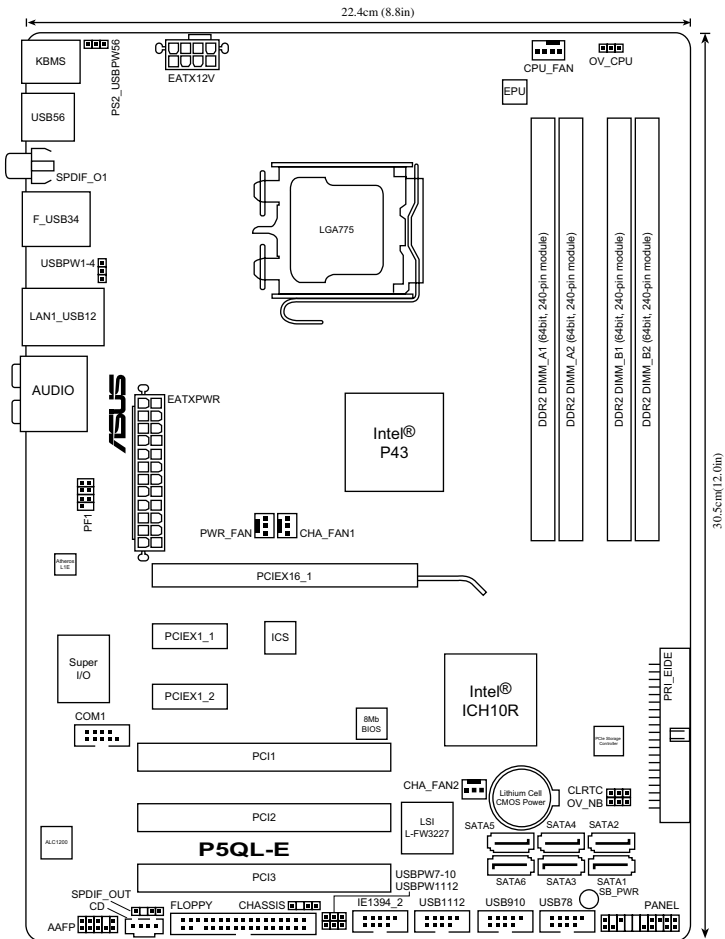 22.4cm (8.8in)
KBMS
PS2_USBPW56
EATX12V
CPU_FAN
OV_CPU
EPU
USB56
SPDIF_O1
F_USB34
LGA775
USBPW1-4
LAN1_USB12
DDR2 DIMM_A1 (64bit, 240-pin module)
DDR2 DIMM_A2 (64bit, 240-pin module)
DDR2 DIMM_B1 (64bit, 240-pin module)
DDR2 DIMM_B2 (64bit, 240-pin module)
AUDIO
ASUS
EATXPWR
Intel®
P43
30.5cm(12.0in)
PF1
PWR_FAN
CHA_FAN1
Atheros
L1E
PCIEX16_1
PCIEX1_1
ICS
Super
I/O
PCIEX1_2
Intel®
ICH10R
PRI_EIDE
COM1
8Mb
BIOS
PCIe Storage
Controller
PCI1
CHA_FAN2
Lithium Cell
CMOS Power
CLRTC
OV_NB
PCI2
LSI
L-FW3227
SATA5
SATA4
SATA2
ALC1200
P5QL-E
PCI3
SATA6
SATA3
SATA1
USBPW7-10
USBPW1112
SB_PWR
SPDIF_OUT
CD
AAFP
FLOPPY
CHASSIS
IE1394_2
USB1112
USB910
USB78
PANEL